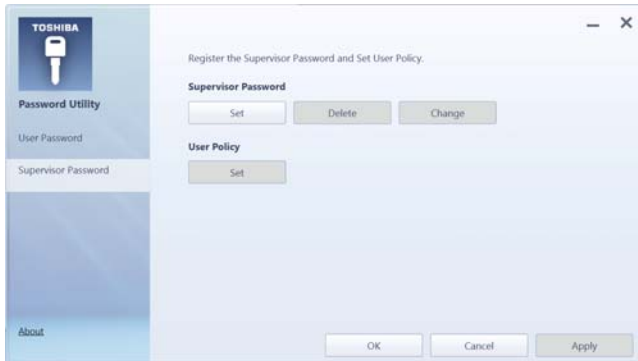 TOSHIBA
Password Utility
User Password
Supervisor Password
About
Register the Supervisor Password and Set User Policy.
Supervisor Password
Set Delete Change
User Policy
Set
OK Cancel Apply